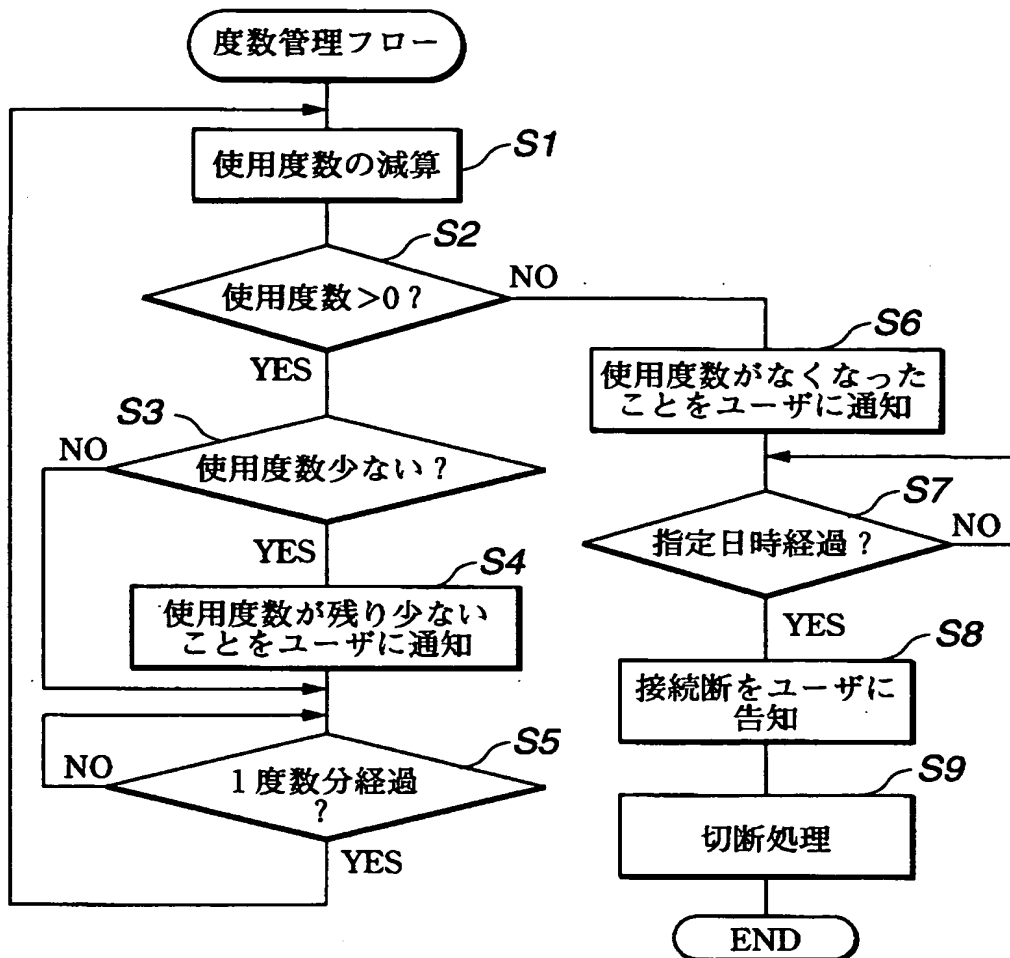 度数管理フロー
使用度数の減算
S1
使用度数>0?
S2
NO
YES
使用度数少ない?
S3
NO
YES
使用度数が残り少ない
ことをユーザに通知
S4
1度数分経過
?
S5
NO
YES
使用度数がなくなった
ことをユーザに通知
S6
指定日時経過?
S7
NO
YES
接続断をユーザに
告知
S8
切断処理
S9
END